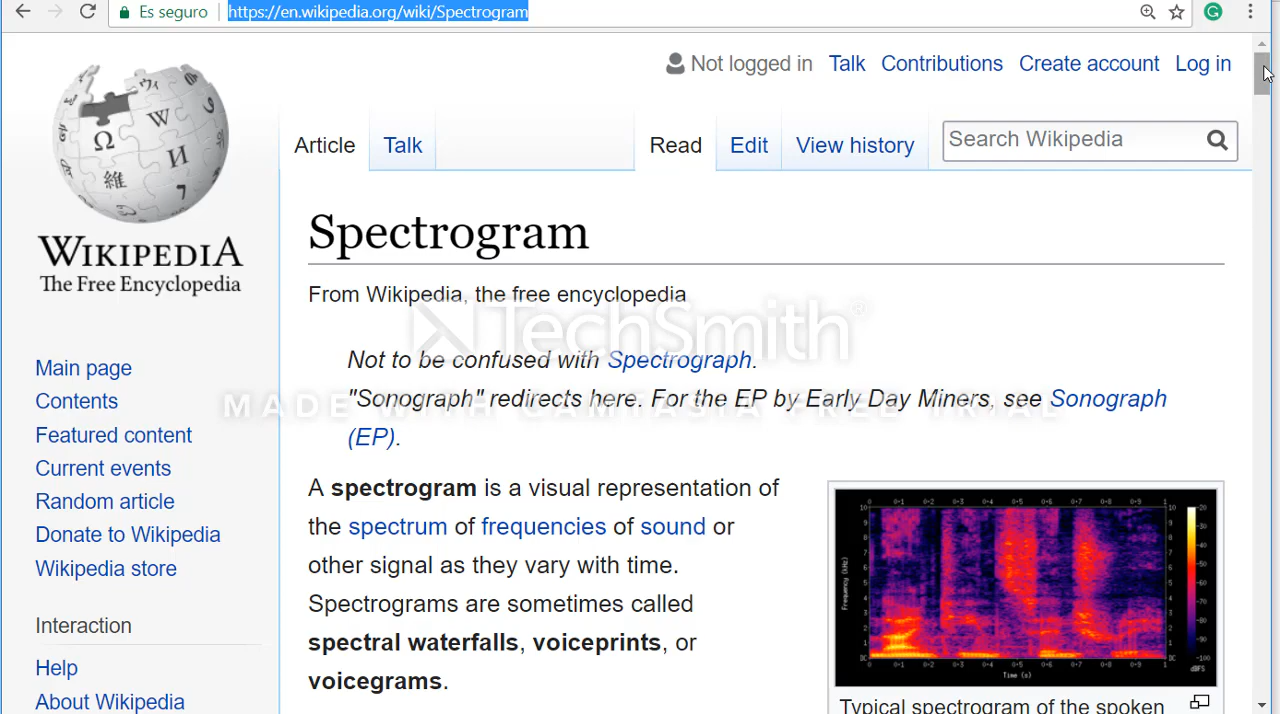 Es seguro https://en.wikipedia.org/wiki/Spectrogram
Not logged in Talk Contributions Create account Log in
Article Talk Read Edit View history Search Wikipedia
WIKIPEDIA
The Free Encyclopedia
Spectrogram
From Wikipedia, the free encyclopedia
TechSmith®
MADE WITH CAMTASIA FREE TRIAL
Not to be confused with Spectrograph.
"Sonograph" redirects here. For the EP by Early Day Miners, see Sonograph
(EP).
Main page
Contents
Featured content
Current events
Random article
Donate to Wikipedia
Wikipedia store
Interaction
Help
About Wikipedia
A spectrogram is a visual representation of
the spectrum of frequencies of sound or
other signal as they vary with time.
Spectrograms are sometimes called
spectral waterfalls, voiceprints, or
voicegrams.
Frequency (kHz)
Time (s)
dBFS
Typical spectrogram of the spoken